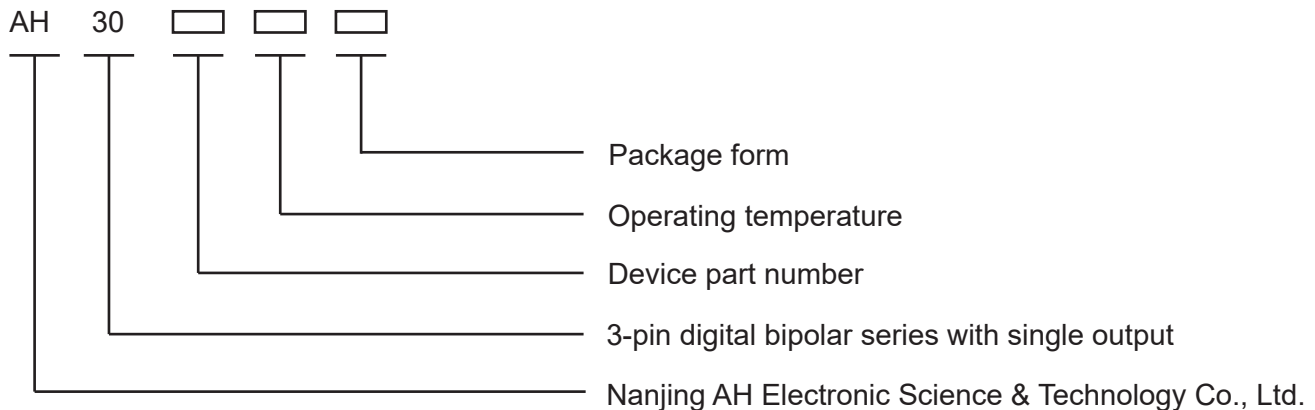 AH 30
Package form
Operating temperature
Device part number
3-pin digital bipolar series with single output
Nanjing AH Electronic Science & Technology Co., Ltd.